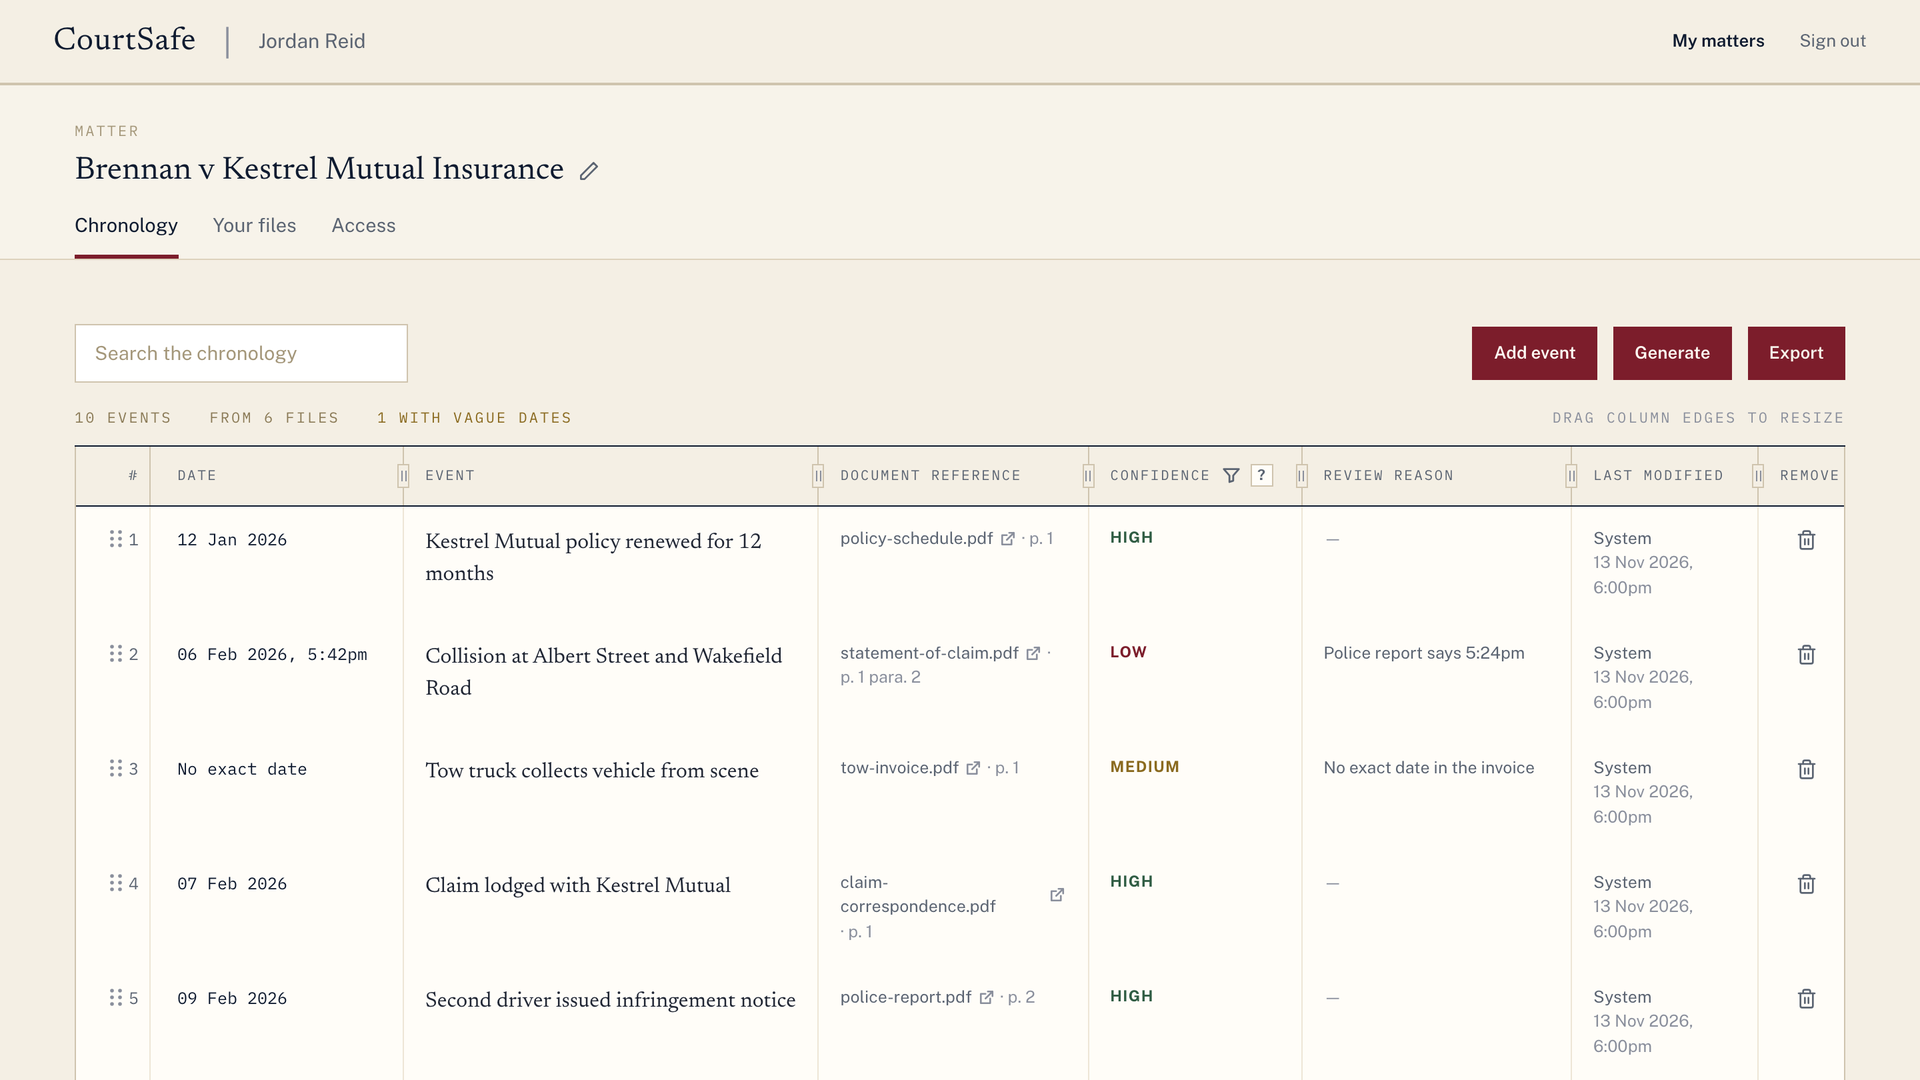 CourtSafe
Jordan Reid
My matters
Sign out
MATTER
Brennan v Kestrel Mutual Insurance
Chronology
Your files
Access
Search the chronology
Add event
Generate
Export
10 EVENTS
FROM 6 FILES
1 WITH VAGUE DATES
DRAG COLUMN EDGES TO RESIZE
#
DATE
EVENT
DOCUMENT REFERENCE
CONFIDENCE
?
REVIEW REASON
LAST MODIFIED
REMOVE
1
12 Jan 2026
Kestrel Mutual policy renewed for 12
months
policy-schedule.pdf · p. 1
HIGH
—
System
13 Nov 2026,
6:00pm
2
06 Feb 2026, 5:42pm
Collision at Albert Street and Wakefield
Road
statement-of-claim.pdf ·
p. 1 para. 2
LOW
Police report says 5:24pm
System
13 Nov 2026,
6:00pm
3
No exact date
Tow truck collects vehicle from scene
tow-invoice.pdf · p. 1
MEDIUM
No exact date in the invoice
System
13 Nov 2026,
6:00pm
4
07 Feb 2026
Claim lodged with Kestrel Mutual
claim-
correspondence.pdf
· p. 1
HIGH
—
System
13 Nov 2026,
6:00pm
5
09 Feb 2026
Second driver issued infringement notice
police-report.pdf · p. 2
HIGH
—
System
13 Nov 2026,
6:00pm